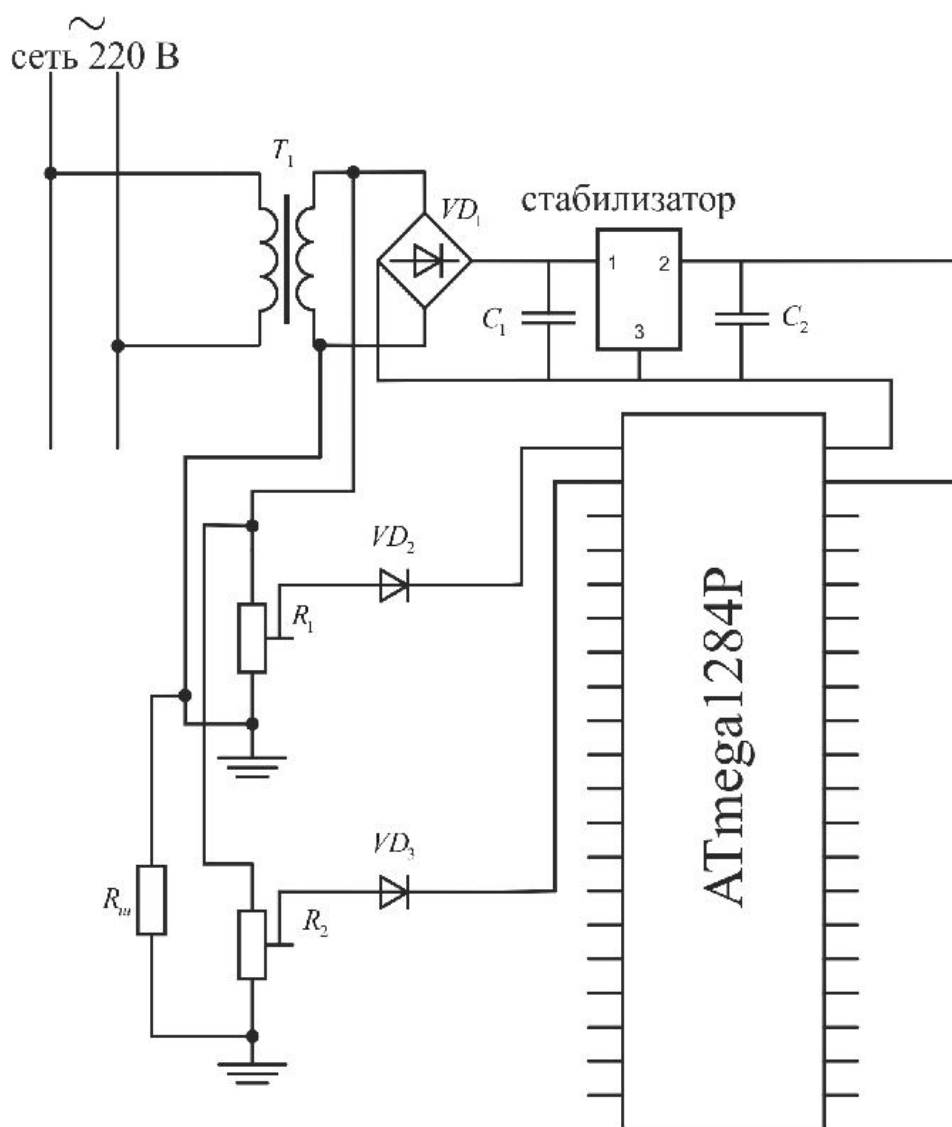 ~
сеть 220 В
T₁
VD₁
стабилизатор
1
2
3
C₁
C₂
VD₂
R₁
VD₃
Rш
R₂
ATmega1284P